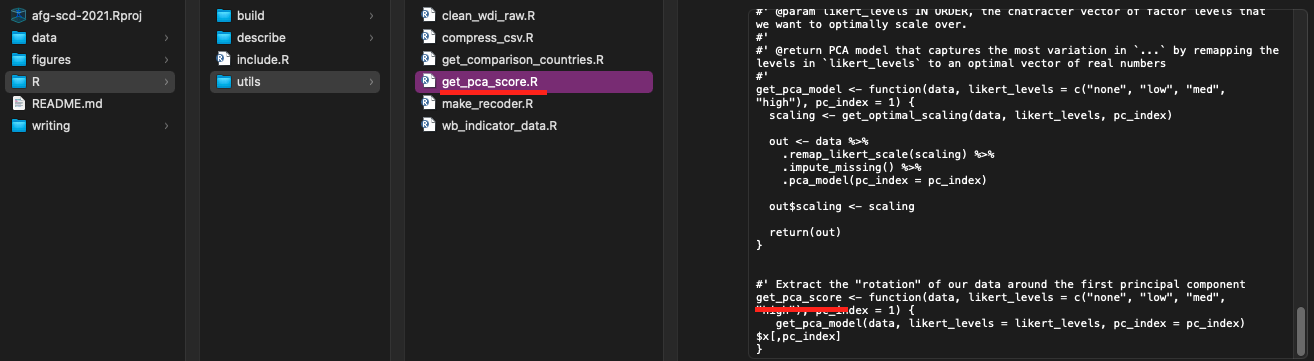 afg-scd-2021.Rproj
data
figures
R
README.md
writing
build
describe
include.R
utils
clean_wdi_raw.R
compress_csv.R
get_comparison_countries.R
get_pca_score.R
make_recoder.R
wb_indicator_data.R
#' @param likert_levels IN ORDER, the chatracter vector of factor levels that
we want to optimally scale over.
#'
#' @return PCA model that captures the most variation in `...` by remapping the
levels in `likert_levels` to an optimal vector of real numbers
#'
get_pca_model <- function(data, likert_levels = c("none", "low", "med",
"high"), pc_index = 1) {
  scaling <- get_optimal_scaling(data, likert_levels, pc_index)
  out <- data %>%
    .remap_likert_scale(scaling) %>%
    .impute_missing() %>%
    .pca_model(pc_index = pc_index)
  out$scaling <- scaling
  return(out)
}
#' Extract the "rotation" of our data around the first principal component
get_pca_score <- function(data, likert_levels = c("none", "low", "med",
"high"), pc_index = 1) {
   get_pca_model(data, likert_levels = likert_levels, pc_index = pc_index)
$x[,pc_index]
}